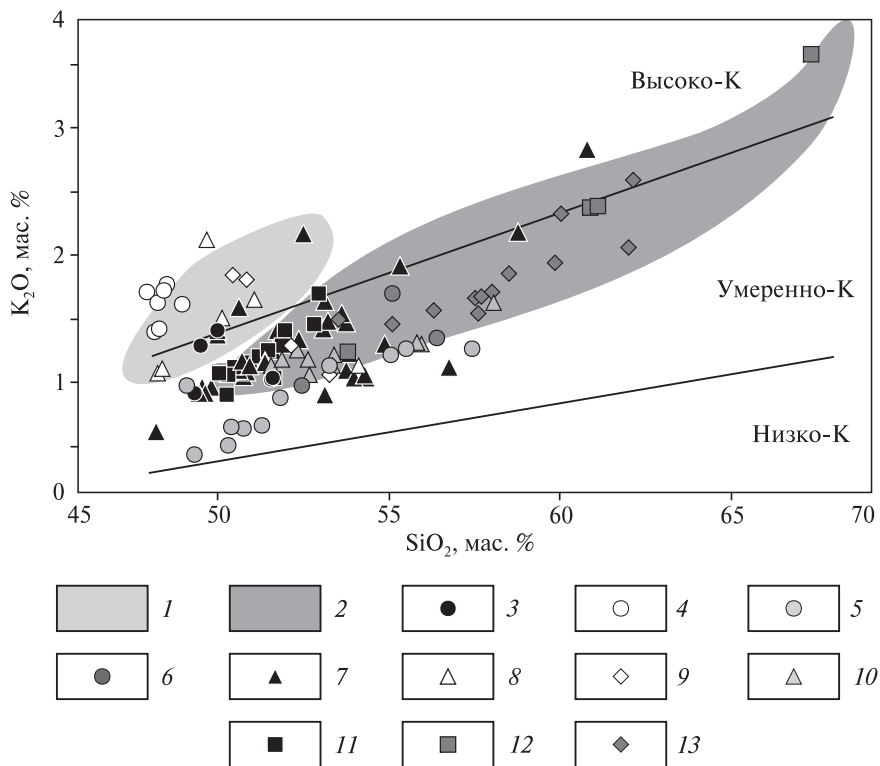 4
Высоко-K
3
K₂O, мас. %
2
Умеренно-K
1
Низко-K
0
45 50 55 60 65 70
SiO₂, мас. %
1 2 3 4 5
6 7 8 9 10
11 12 13